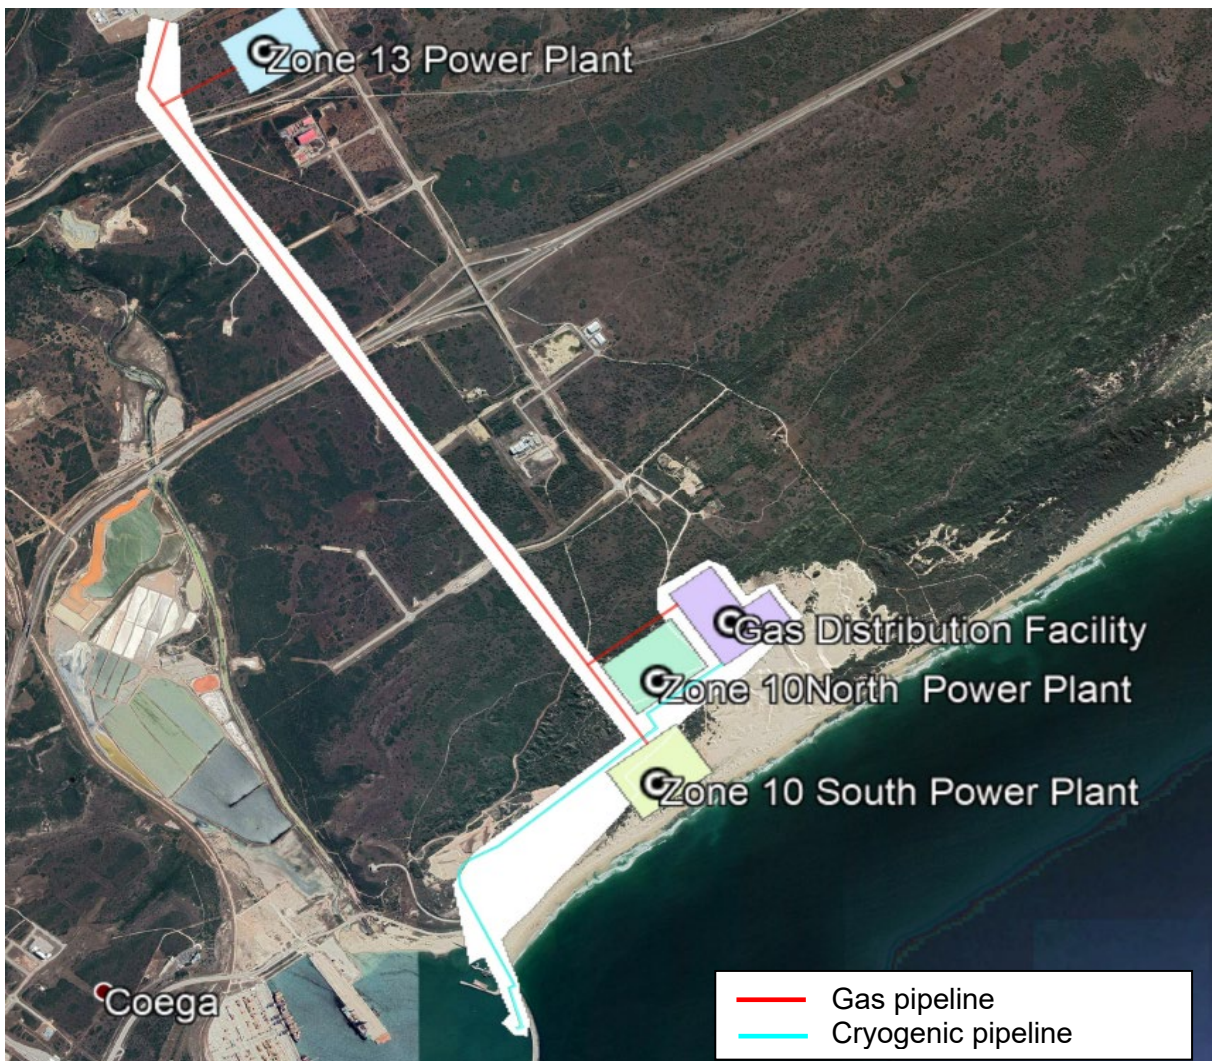 Zone 13 Power Plant
Gas Distribution Facility
Zone 10North  Power Plant
Zone 10 South Power Plant
Coega
Gas pipeline
Cryogenic pipeline